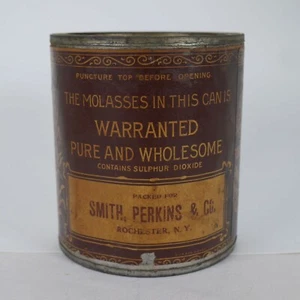 PUNCTURE TOP BEFORE OPENING
THE MOLASSES IN THIS CAN IS
WARRANTED
PURE AND WHOLESOME
CONTAINS SULPHUR DIOXIDE
PACKED FOR
SMITH, PERKINS & CO.
ROCHESTER, N.Y.